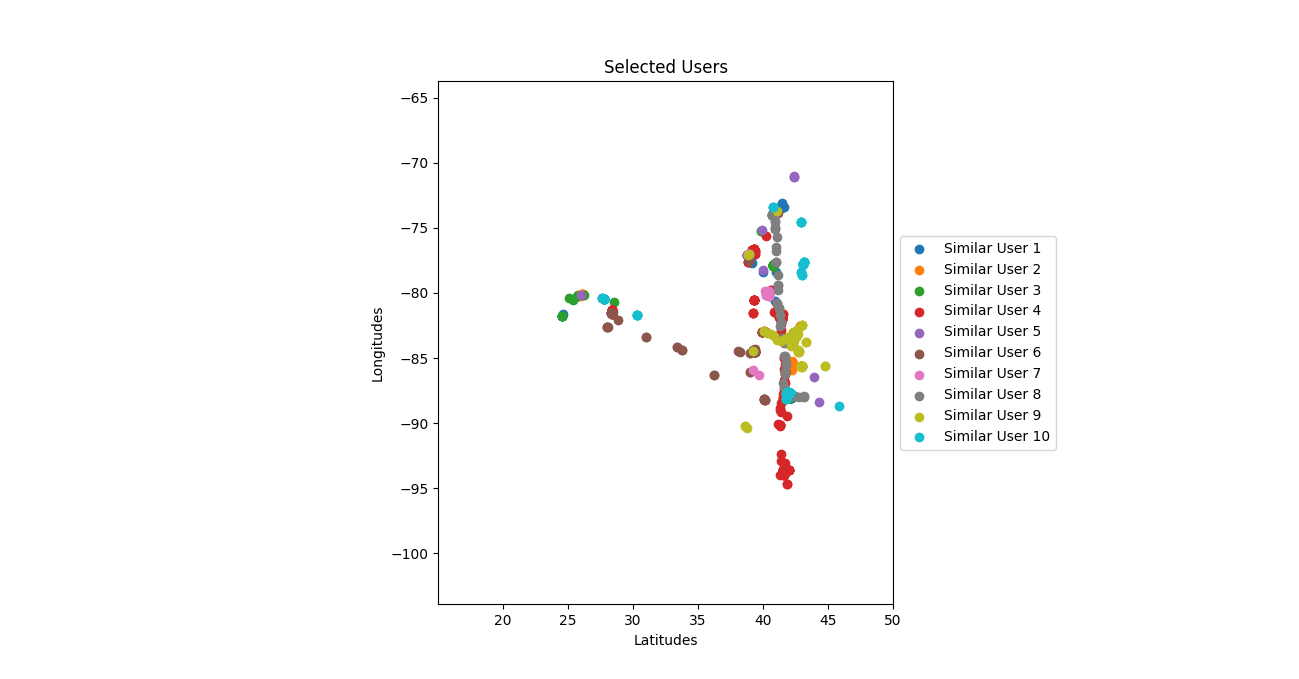 Selected Users
Longitudes
−65
−70
−75
−80
−85
−90
−95
−100
20
25
30
35
40
45
50
Latitudes
Similar User 1
Similar User 2
Similar User 3
Similar User 4
Similar User 5
Similar User 6
Similar User 7
Similar User 8
Similar User 9
Similar User 10